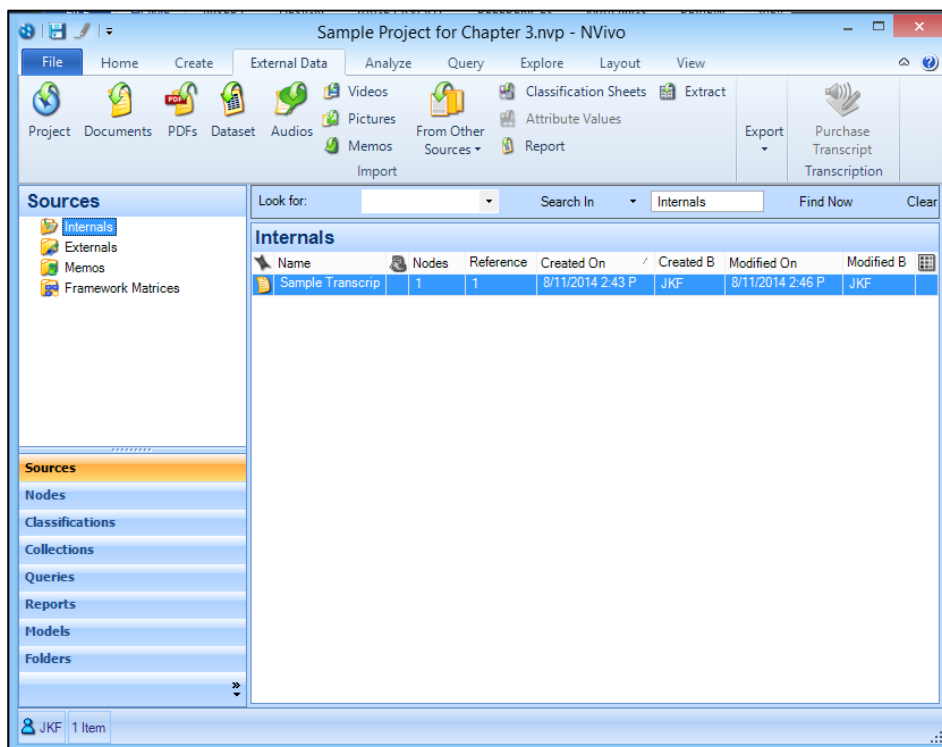 Sample Project for Chapter 3.nvp - NVivo
File Home Create External Data Analyze Query Explore Layout View
Project Documents PDFs Dataset Audios
Videos
Pictures
Memos
From Other
Sources
Classification Sheets
Attribute Values
Report
Extract
Import
Export
Purchase
Transcript
Transcription
Sources
Internals
Externals
Memos
Framework Matrices
Look for: Search In Internals Find Now Clear
Internals
Name Nodes Reference Created On Created B Modified On Modified B
Sample Transcrip 1 1 8/11/2014 2:43 P JKF 8/11/2014 2:46 P JKF
Sources
Nodes
Classifications
Collections
Queries
Reports
Models
Folders
JKF 1 Item